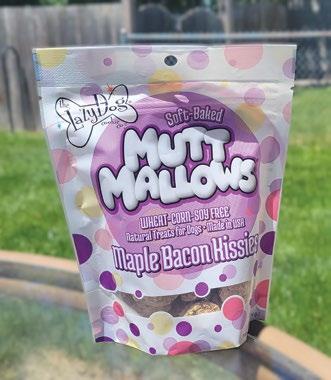 the
Lazy Dog
cookie co.
Soft-Baked
MUTT
MALLOWS
WHEAT-CORN-SOY FREE
Natural Treats for Dogs • Made in USA
Maple Bacon Kissies